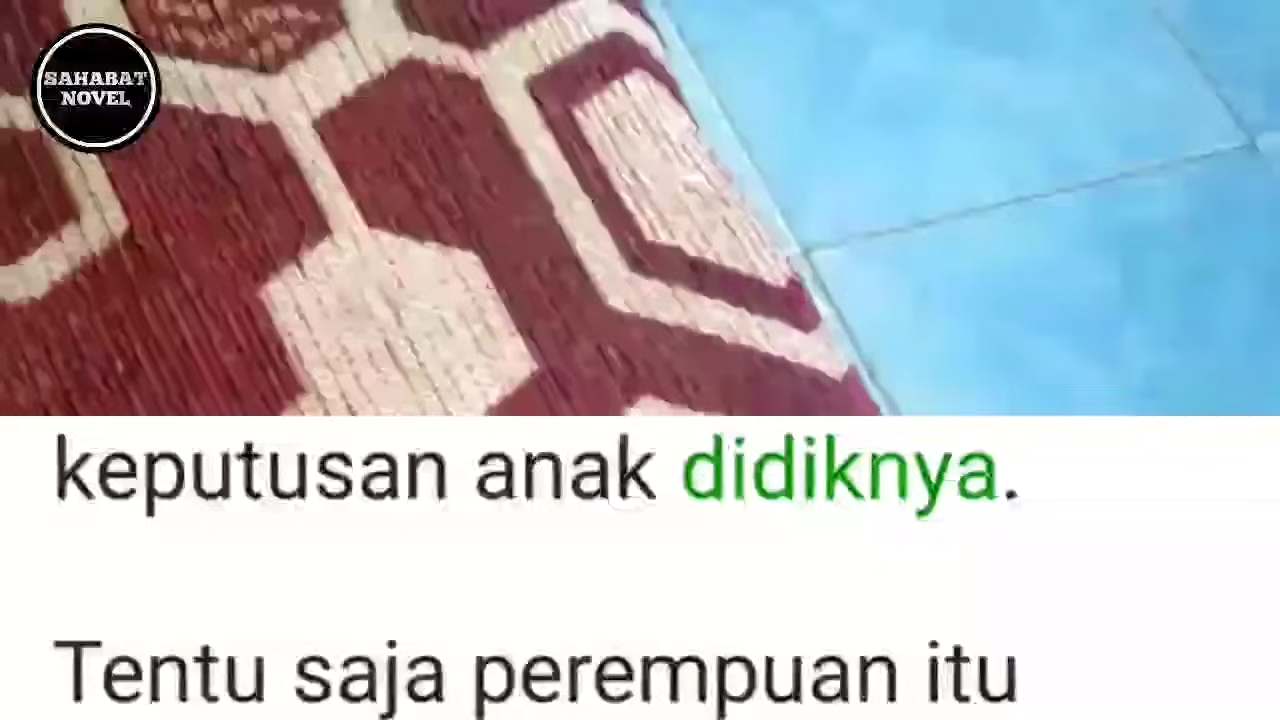 SAHABAT
NOVEL
keputusan anak didiknya.
Tentu saja perempuan itu